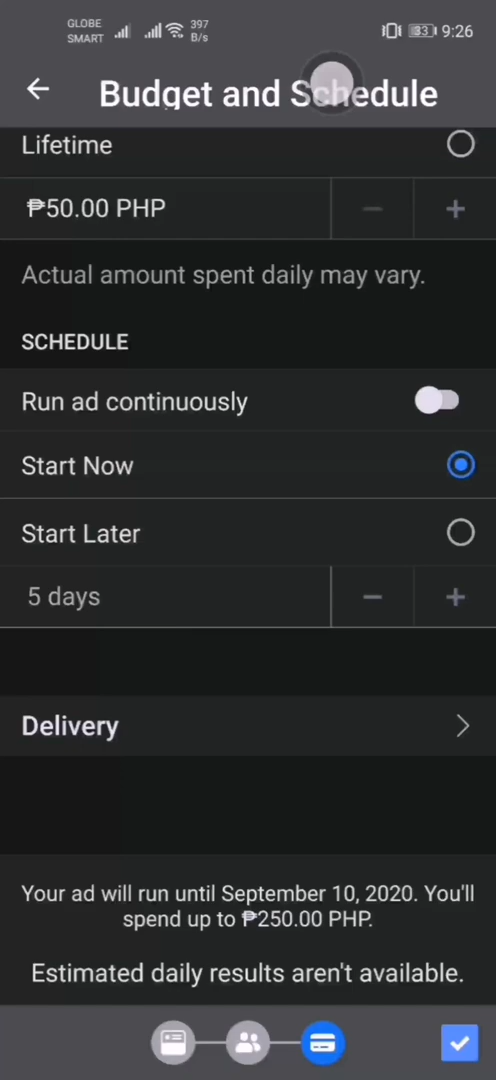 GLOBE
SMART
397
B/s
83
9:26
Budget and Schedule
Lifetime
₱50.00 PHP
Actual amount spent daily may vary.
SCHEDULE
Run ad continuously
Start Now
Start Later
5 days
Delivery
Your ad will run until September 10, 2020. You'll
spend up to ₱250.00 PHP.
Estimated daily results aren't available.